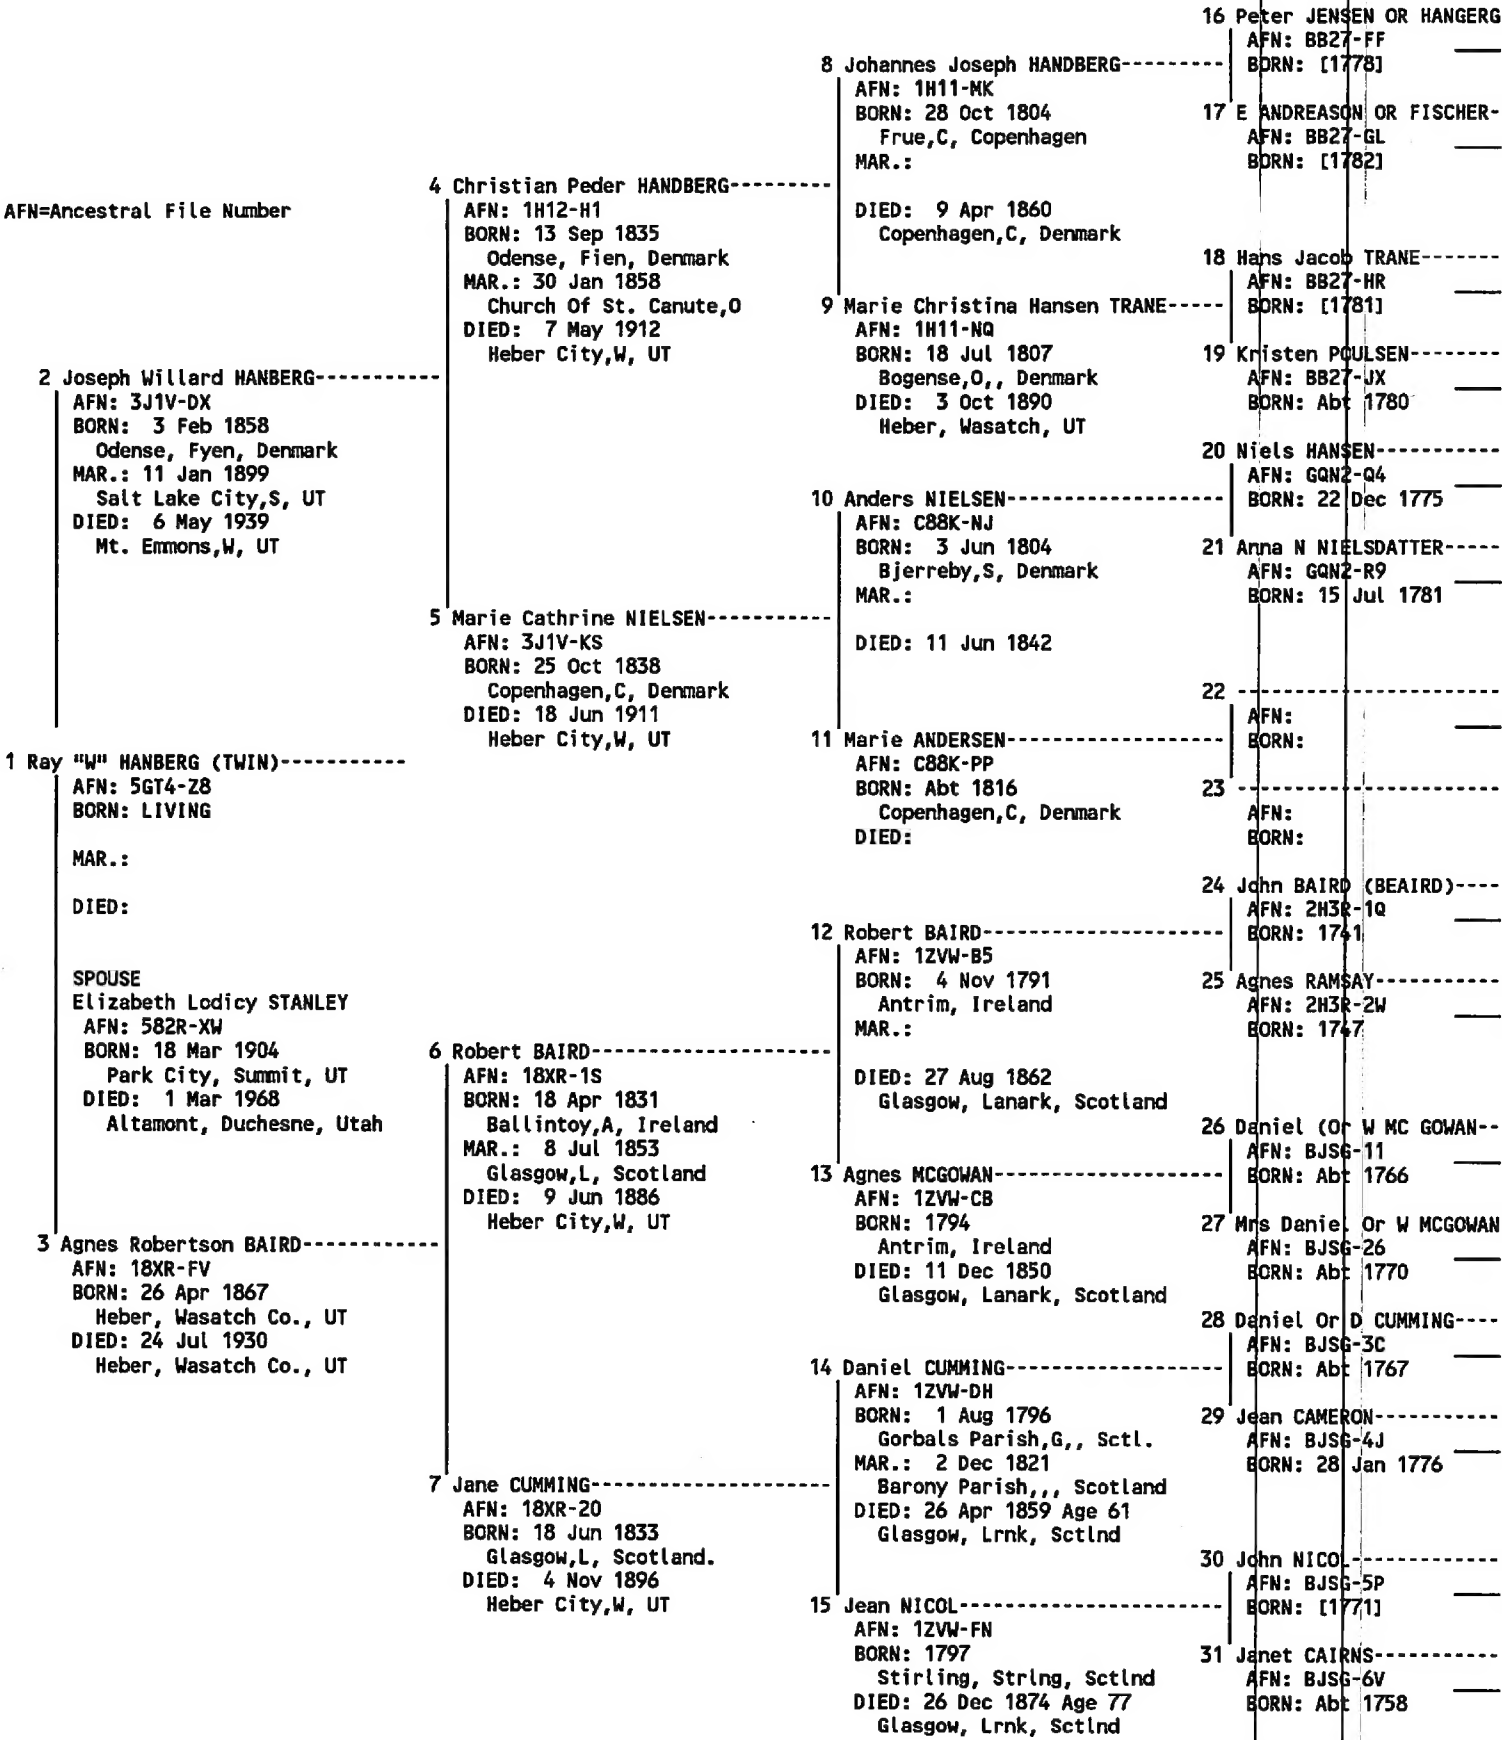 AFN=Ancestral File Number
1 Ray "W" HANBERG (TWIN)-----------
AFN: 5GT4-Z8
BORN: LIVING
MAR.:
DIED:
SPOUSE
Elizabeth Lodicy STANLEY
AFN: 582R-XW
BORN: 18 Mar 1904
Park City, Summit, UT
DIED: 1 Mar 1968
Altamont, Duchesne, Utah
2 Joseph Willard HANBERG-----------
AFN: 3J1V-DX
BORN: 3 Feb 1858
Odense, Fyen, Denmark
MAR.: 11 Jan 1899
Salt Lake City,S, UT
DIED: 6 May 1939
Mt. Emmons,W, UT
3 Agnes Robertson BAIRD------------
AFN: 18XR-FV
BORN: 26 Apr 1867
Heber, Wasatch Co., UT
DIED: 24 Jul 1930
Heber, Wasatch Co., UT
4 Christian Peder HANDBERG---------
AFN: 1H12-H1
BORN: 13 Sep 1835
Odense, Fien, Denmark
MAR.: 30 Jan 1858
Church Of St. Canute,O
DIED: 7 May 1912
Heber City,W, UT
5 Marie Cathrine NIELSEN-----------
AFN: 3J1V-KS
BORN: 25 Oct 1838
Copenhagen,C, Denmark
DIED: 18 Jun 1911
Heber City,W, UT
6 Robert BAIRD---------------------
AFN: 18XR-1S
BORN: 18 Apr 1831
Ballintoy,A, Ireland
MAR.: 8 Jul 1853
Glasgow,L, Scotland
DIED: 9 Jun 1886
Heber City,W, UT
7 Jane CUMMING---------------------
AFN: 18XR-20
BORN: 18 Jun 1833
Glasgow,L, Scotland.
DIED: 4 Nov 1896
Heber City,W, UT
8 Johannes Joseph HANDBERG---------
AFN: 1H11-MK
BORN: 28 Oct 1804
Frue,C, Copenhagen
MAR.:
DIED: 9 Apr 1860
Copenhagen,C, Denmark
9 Marie Christina Hansen TRANE-----
AFN: 1H11-NQ
BORN: 18 Jul 1807
Bogense,O,, Denmark
DIED: 3 Oct 1890
Heber, Wasatch, UT
10 Anders NIELSEN-------------------
AFN: C88K-NJ
BORN: 3 Jun 1804
Bjerreby,S, Denmark
MAR.:
DIED: 11 Jun 1842
11 Marie ANDERSEN-------------------
AFN: C88K-PP
BORN: Abt 1816
Copenhagen,C, Denmark
DIED:
12 Robert BAIRD---------------------
AFN: 1ZVW-B5
BORN: 4 Nov 1791
Antrim, Ireland
MAR.:
DIED: 27 Aug 1862
Glasgow, Lanark, Scotland
13 Agnes MCGOWAN--------------------
AFN: 1ZVW-CB
BORN: 1794
Antrim, Ireland
DIED: 11 Dec 1850
Glasgow, Lanark, Scotland
14 Daniel CUMMING-------------------
AFN: 1ZVW-DH
BORN: 1 Aug 1796
Gorbals Parish,G,, Sctl.
MAR.: 2 Dec 1821
Barony Parish,,, Scotland
DIED: 26 Apr 1859 Age 61
Glasgow, Lrnk, Sctlnd
15 Jean NICOL-----------------------
AFN: 1ZVW-FN
BORN: 1797
Stirling, Strlng, Sctlnd
DIED: 26 Dec 1874 Age 77
Glasgow, Lrnk, Sctlnd
16 Peter JENSEN OR HANGERG
AFN: BB27-FF
BORN: [1778]
17 E ANDREASON OR FISCHER-
AFN: BB27-GL
BORN: [1782]
18 Hans Jacob TRANE-------
AFN: BB27-HR
BORN: [1781]
19 Kristen POULSEN--------
AFN: BB27-JX
BORN: Abt 1780
20 Niels HANSEN-----------
AFN: GQN2-Q4
BORN: 22 Dec 1775
21 Anna N NIELSDATTER-----
AFN: GQN2-R9
BORN: 15 Jul 1781
22 -----------------------
AFN:
BORN:
23 -----------------------
AFN:
BORN:
24 John BAIRD (BEAIRD)----
AFN: 2H3R-1Q
BORN: 1741
25 Agnes RAMSAY-----------
AFN: 2H3R-2W
BORN: 1747
26 Daniel (Or W MC GOWAN--
AFN: BJSG-11
BORN: Abt 1766
27 Mrs Daniel Or W MCGOWAN
AFN: BJSG-26
BORN: Abt 1770
28 Daniel Or D CUMMING----
AFN: BJSG-3C
BORN: Abt 1767
29 Jean CAMERON-----------
AFN: BJSG-4J
BORN: 28 Jan 1776
30 John NICOL-------------
AFN: BJSG-5P
BORN: [1771]
31 Janet CAIRNS-----------
AFN: BJSG-6V
BORN: Abt 1758